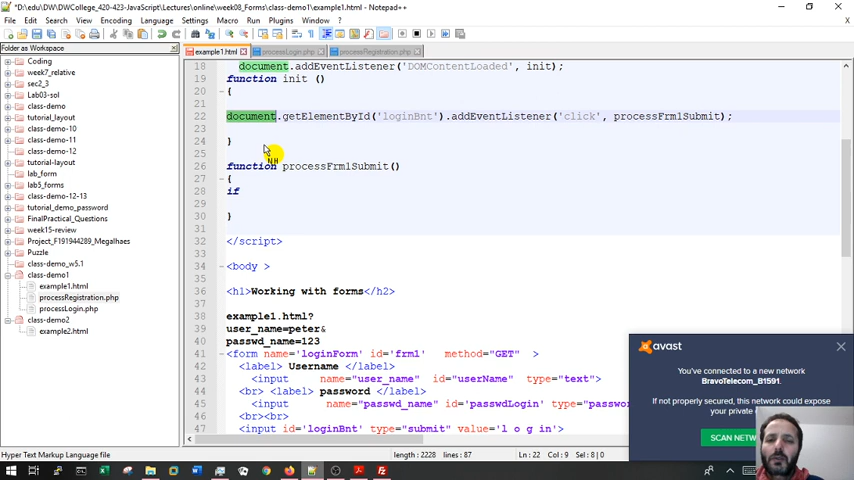 *D:\edu\DW\DWCollege_420-423-JavaScript\Lectures\online\week08_Forms\class-demo1\example1.html - Notepad++
File Edit Search View Encoding Language Settings Macro Run Plugins Window ?
Folder as Workspace
example1.html processLogin.php processRegistration.php
Coding
week7_relative
sec2_3
Lab03-sol
class-demo
tutorial_layout
class-demo-10
class-demo-11
class-demo-12
tutorial-layout
lab_form
lab5_forms
class-demo-12-13
tutorial_demo_password
FinalPractical_Questions
week15-review
Project_F191944289_Megalhaes
Puzzle
class-demo_w5.1
class-demo1
example1.html
processRegistration.php
processLogin.php
class-demo2
example2.html
18 document.addEventListener('DOMContentLoaded', init);
19 function init ()
20 {
21
22 document.getElementById('loginBnt').addEventListener('click', processFrm1Submit);
23
24 }
25
26 function processFrm1Submit()
27 {
28 if
29
30 }
31
32 </script>
33
34 <body >
35
36 <h1>Working with forms</h2>
37
38 example1.html?
39 user_name=peter&
40 passwd_name=123
41 <form name='loginForm' id='frm1' method="GET" >
42 <label> Username </label>
43 <input name="user_name" id="userName" type="text">
44 <br> <label> password </label>
45 <input name="passwd_name" id='passwdLogin' type="passwor
46 <br><br>
47 <input id='loginBnt' type="submit" value='l o g in'>
avast
You've connected to a new network
BravoTelecom_B1591.
If not properly secured, this network could expose
your private
SCAN NETW
Hyper Text Markup Language file length : 2228 lines : 87 Ln : 22 Col : 9 Sel : 8 | 0